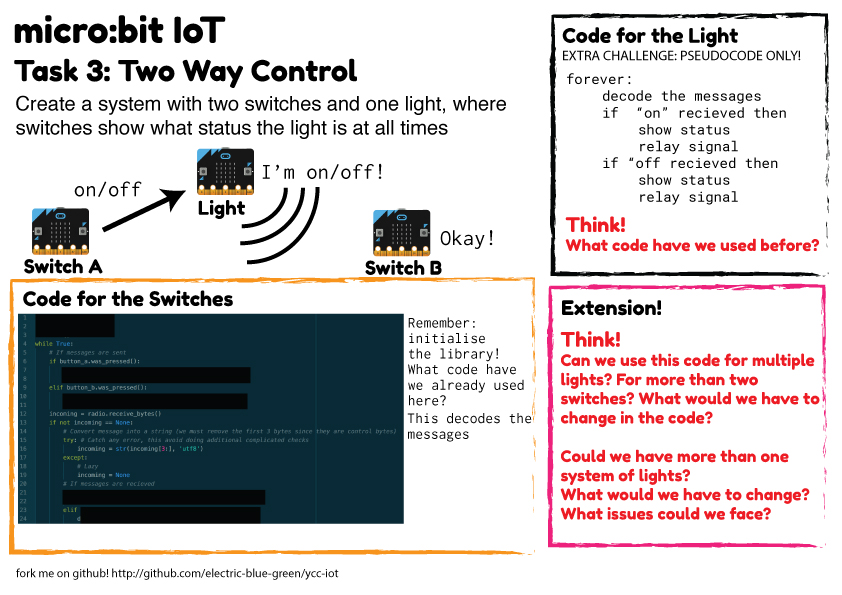 micro:bit IoT
Task 3: Two Way Control
Create a system with two switches and one light, where
switches show what status the light is at all times
on/off
I'm on/off!
Light
Switch A
Okay!
Switch B
Code for the Switches
1
2
3
4 while True:
5 # If messages are sent
6 if button_a.was_pressed():
7
8
9 elif button_b.was_pressed():
10
11
12 incoming = radio.receive_bytes()
13 if not incoming == None:
14 # Convert message into a string (we must remove the first 3 bytes since they are control bytes)
15 try: # Catch any error, this avoid doing additional complicated checks
16 incoming = str(incoming[3:], 'utf8')
17 except:
18 # Lazy
19 incoming = None
20 # If messages are recieved
21
22
23 elif
24
Remember:
initialise
the library!
What code have
we already used
here?
This decodes the
messages
Code for the Light
EXTRA CHALLENGE: PSEUDOCODE ONLY!
forever:
decode the messages
if “on” recieved then
show status
relay signal
if “off recieved then
show status
relay signal
Think!
What code have we used before?
Extension!
Think!
Can we use this code for multiple
lights? For more than two
switches? What would we have to
change in the code?
Could we have more than one
system of lights?
What would we have to change?
What issues could we face?
fork me on github! http://github.com/electric-blue-green/ycc-iot